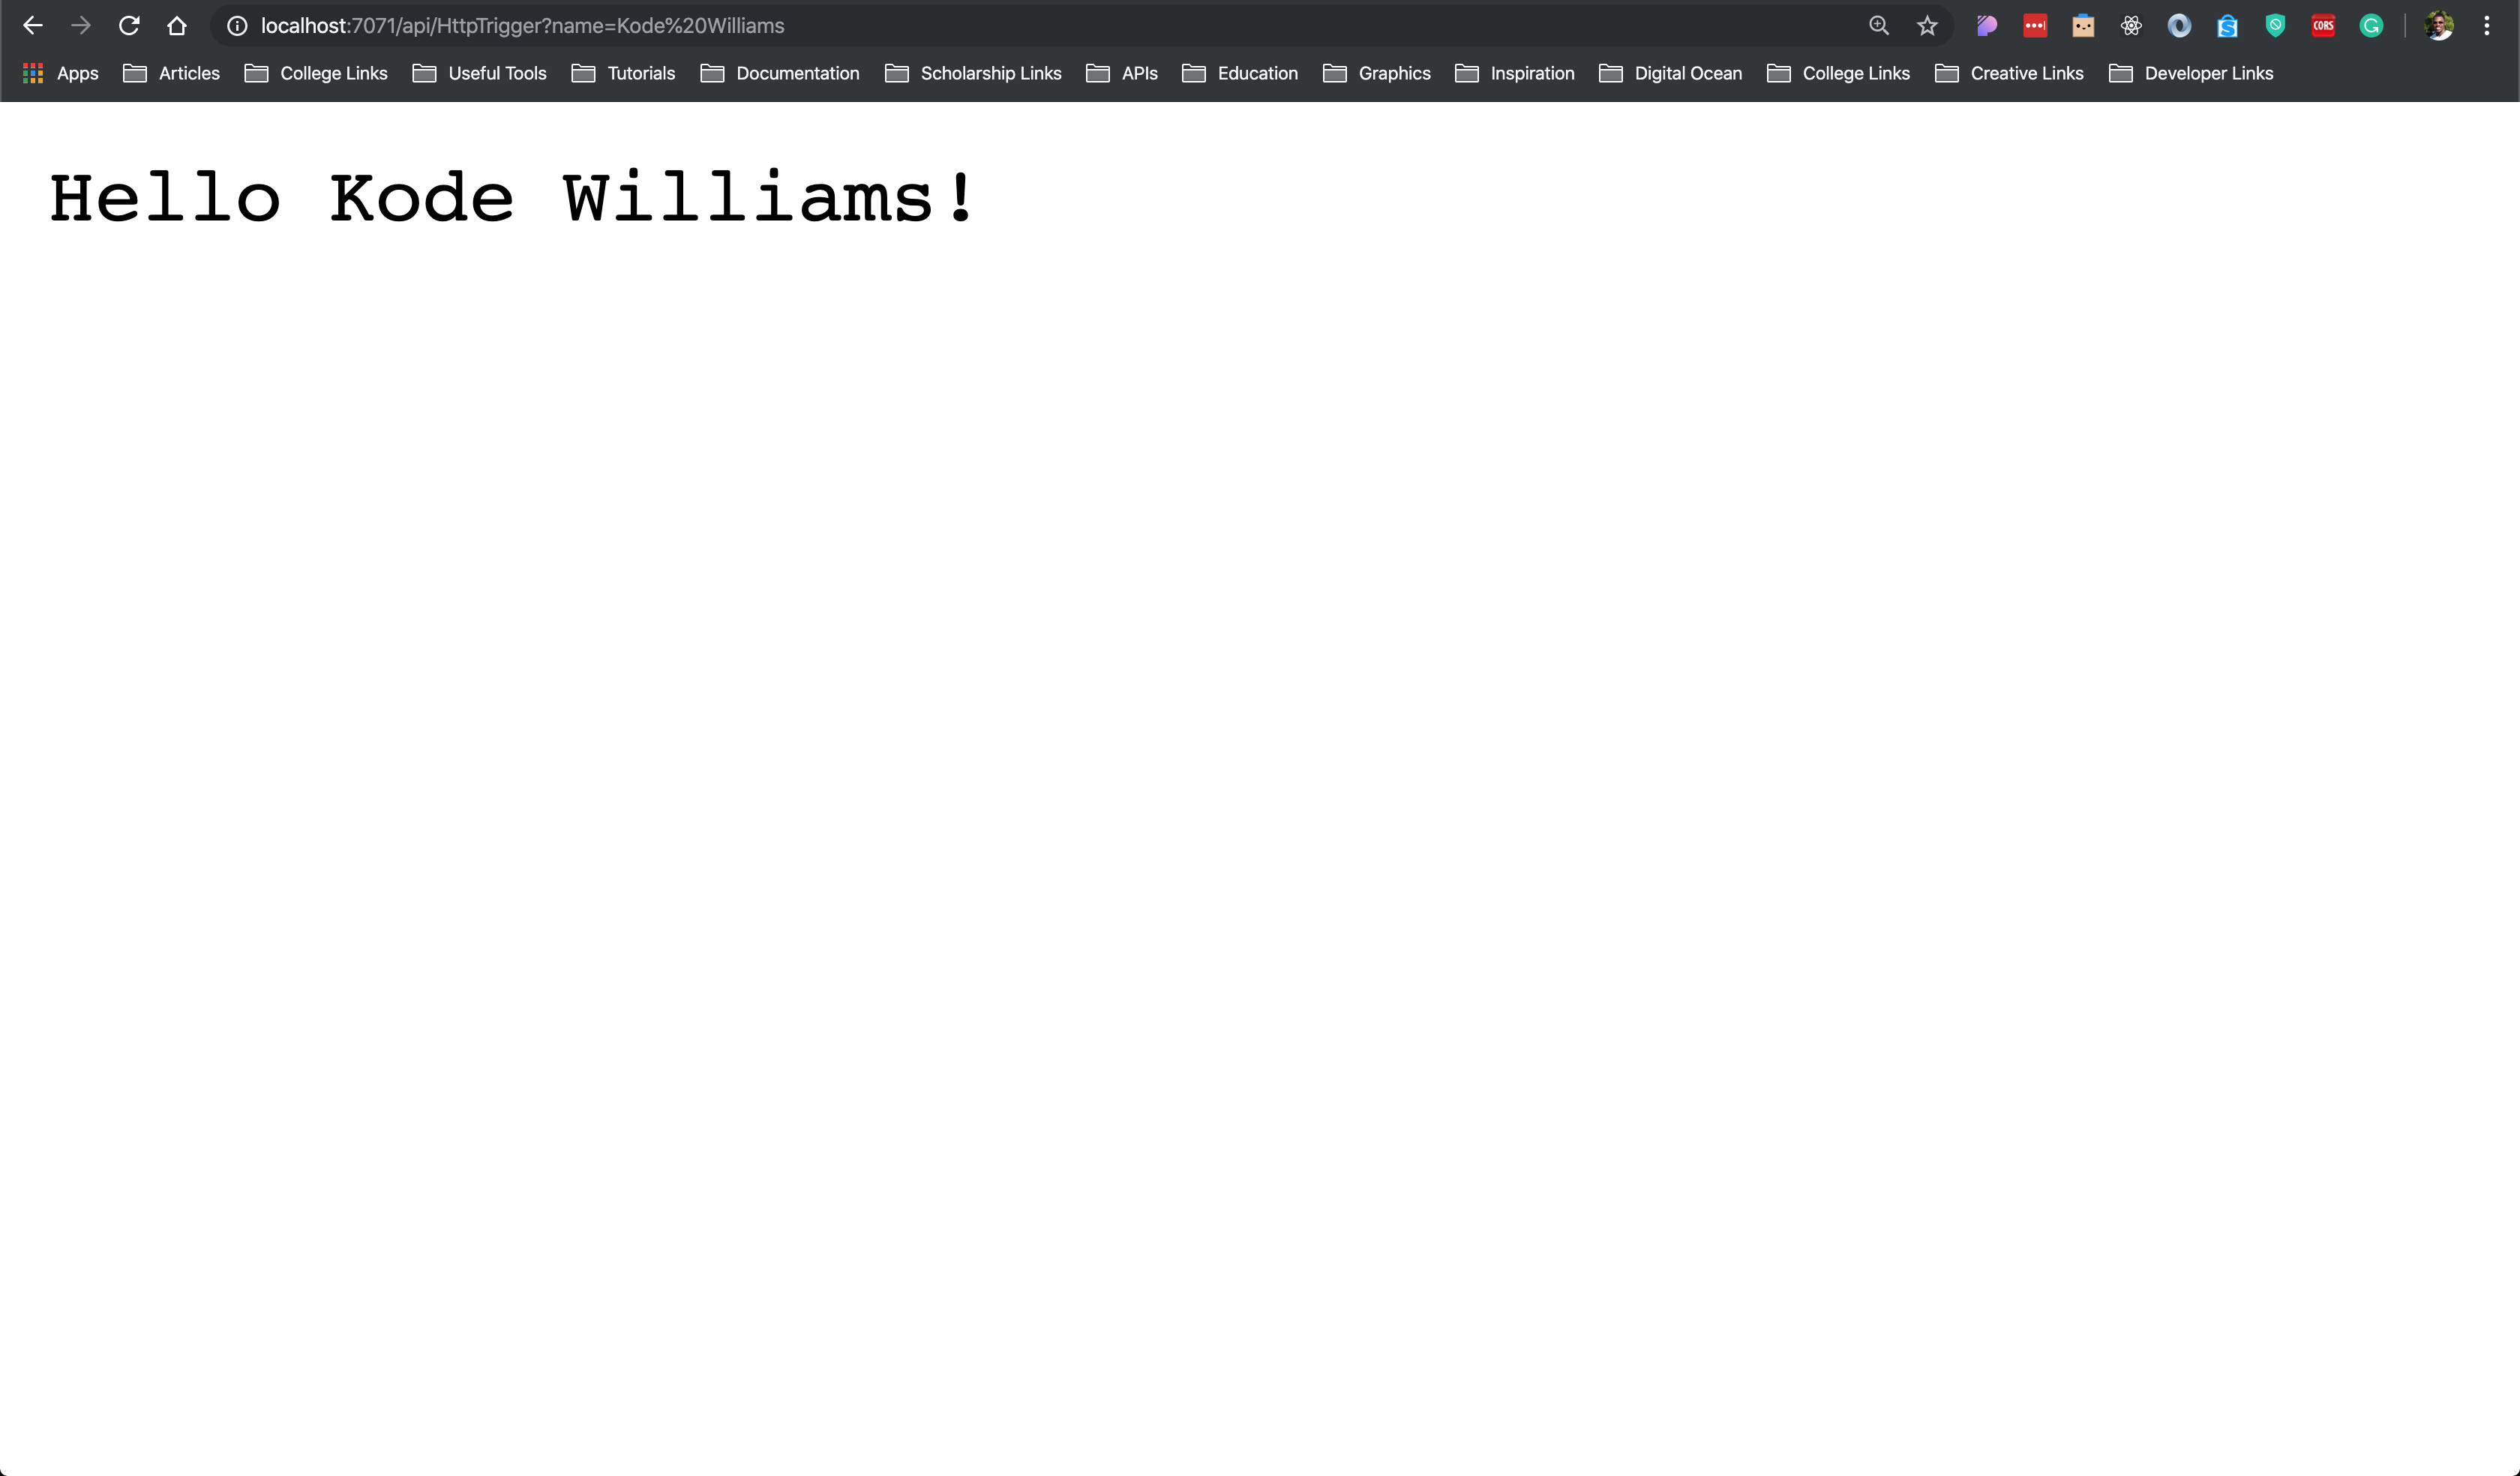 localhost:7071/api/HttpTrigger?name=Kode%20Williams
CORS
Apps Articles College Links Useful Tools Tutorials Documentation Scholarship Links APIs Education Graphics Inspiration Digital Ocean College Links Creative Links Developer Links
Hello Kode Williams!